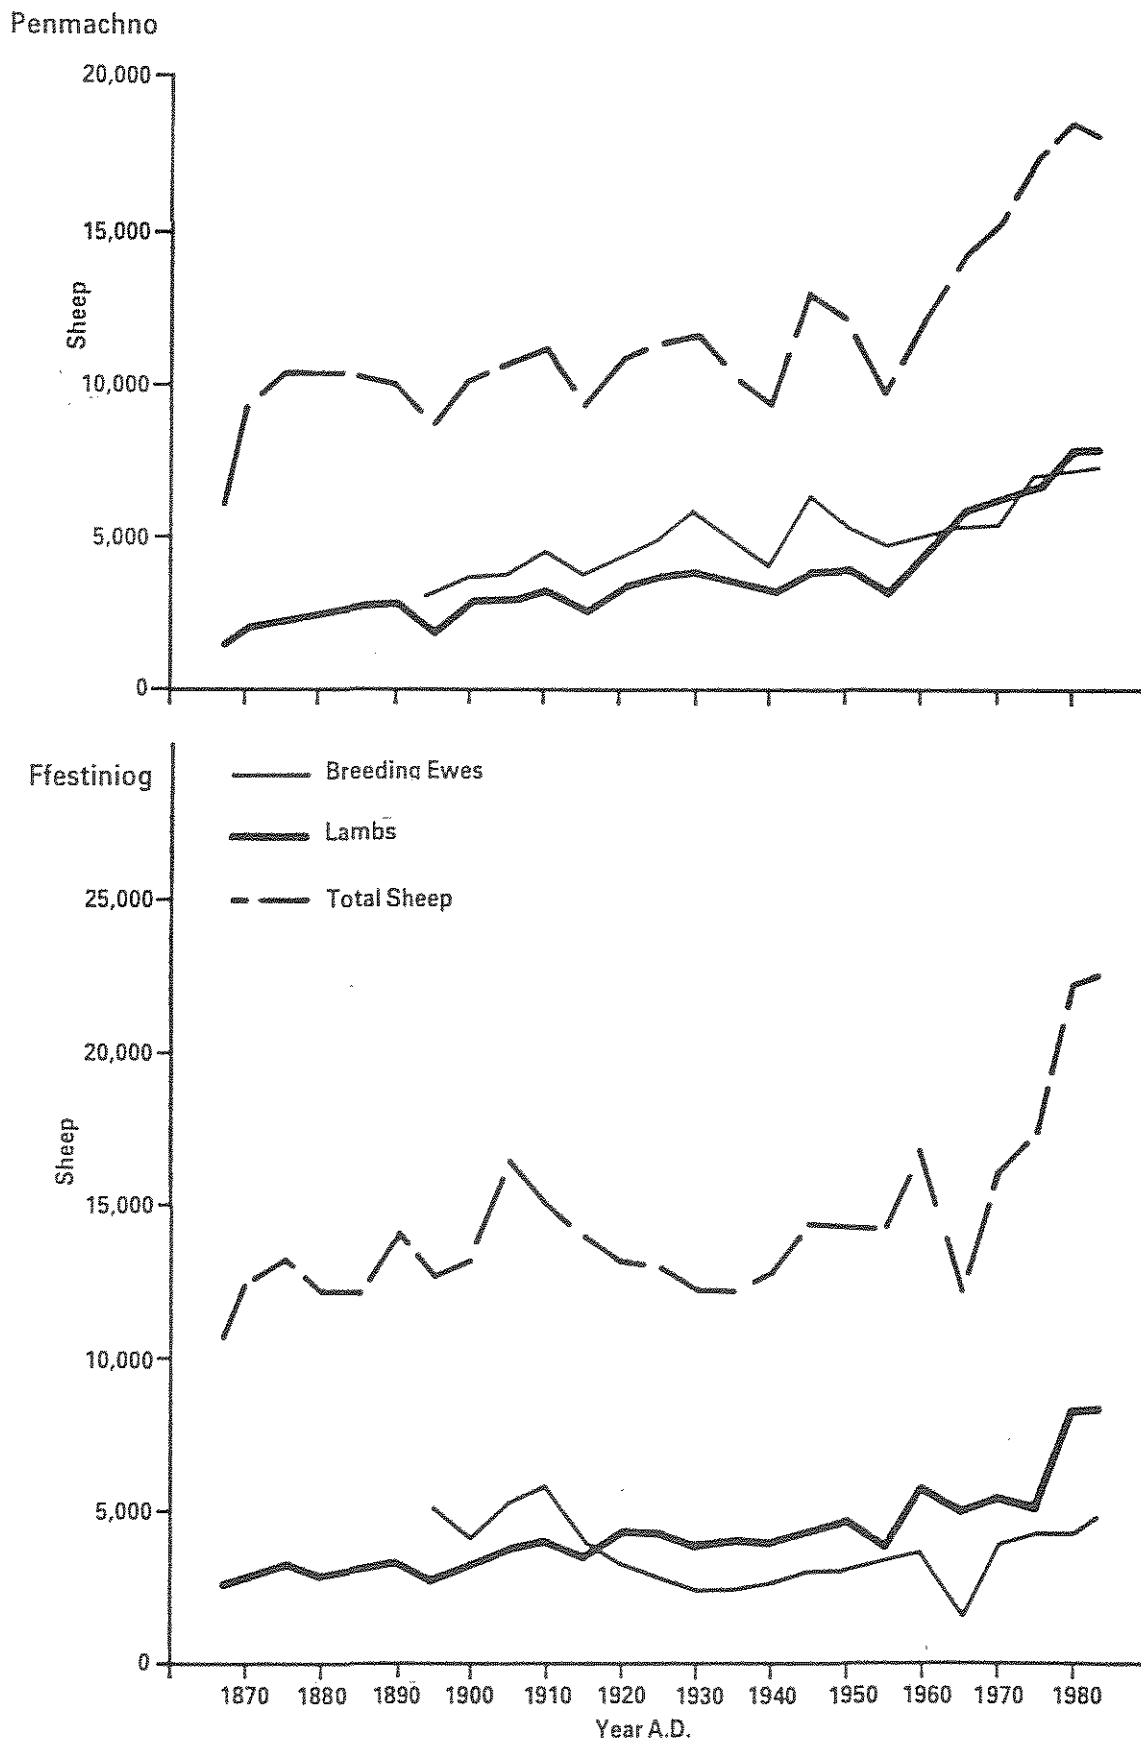 Penmachno
20,000
15,000
Sheep
10,000
5,000
0
Ffestiniog
Breeding Ewes
Lambs
Total Sheep
25,000
20,000
Sheep
15,000
10,000
5,000
0
1870 1880 1890 1900 1910 1920 1930 1940 1950 1960 1970 1980
Year A.D.